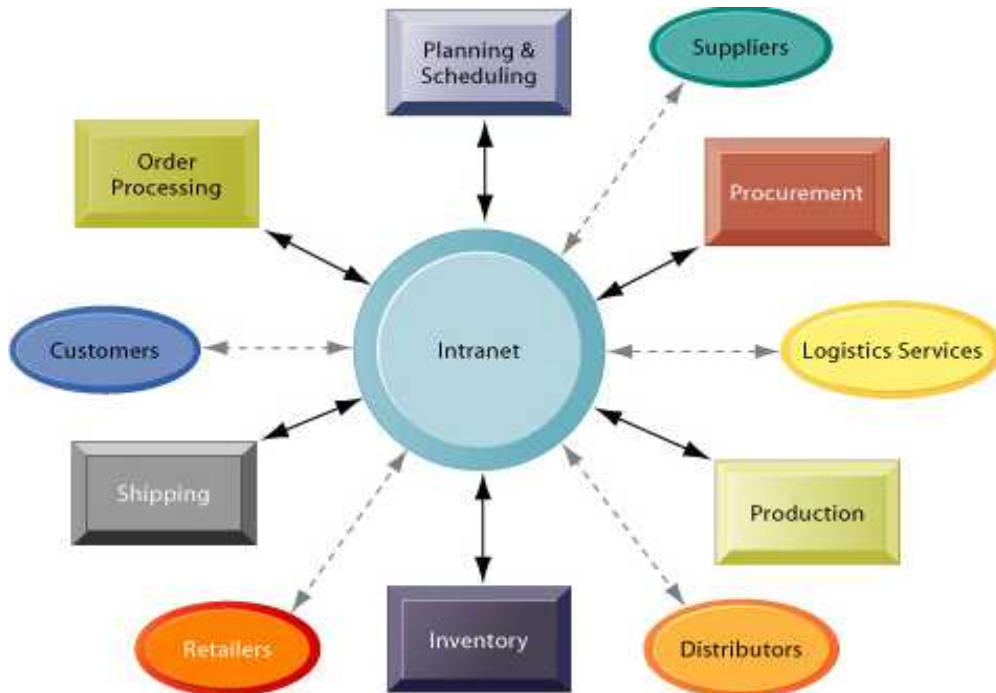 Planning &
Scheduling
Suppliers
Order
Processing
Procurement
Customers
Intranet
Logistics Services
Shipping
Production
Retailers
Inventory
Distributors